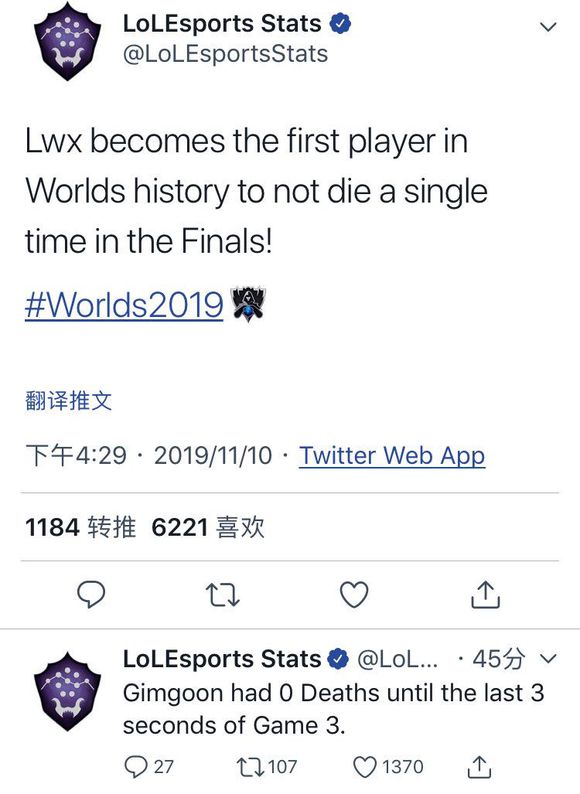 LoLEsports Stats
@LoLEsportsStats
Lwx becomes the first player in
Worlds history to not die a single
time in the Finals!
#Worlds2019
翻译推文
下午4:29 · 2019/11/10 · Twitter Web App
1184 转推 6221 喜欢
LoLEsports Stats @LoL... · 45分
Gimgoon had 0 Deaths until the last 3
seconds of Game 3.
27 107 1370